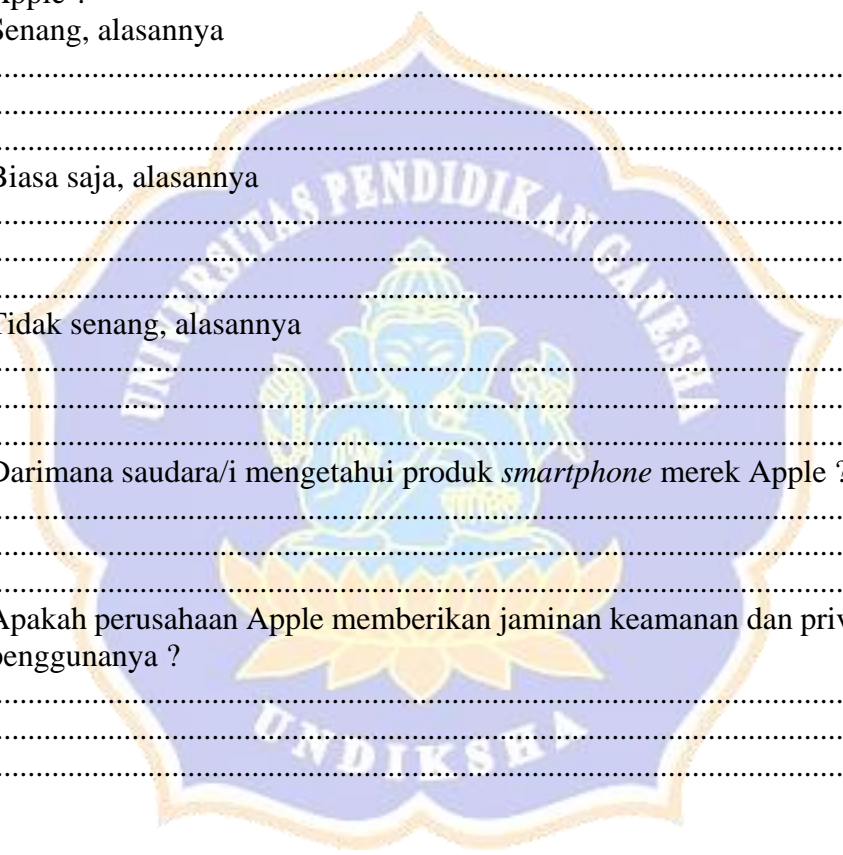 Apple ?
Senang, alasannya
....................................................................................................
....................................................................................................
....................................................................................................
Biasa saja, alasannya
....................................................................................................
....................................................................................................
....................................................................................................
Tidak senang, alasannya
....................................................................................................
....................................................................................................
....................................................................................................
Darimana saudara/i mengetahui produk smartphone merek Apple ?
....................................................................................................
....................................................................................................
....................................................................................................
Apakah perusahaan Apple memberikan jaminan keamanan dan
penggunanya ?
....................................................................................................
....................................................................................................
....................................................................................................
UNIVERSITAS PENDIDIKAN GANESHA
UNDIKSHA